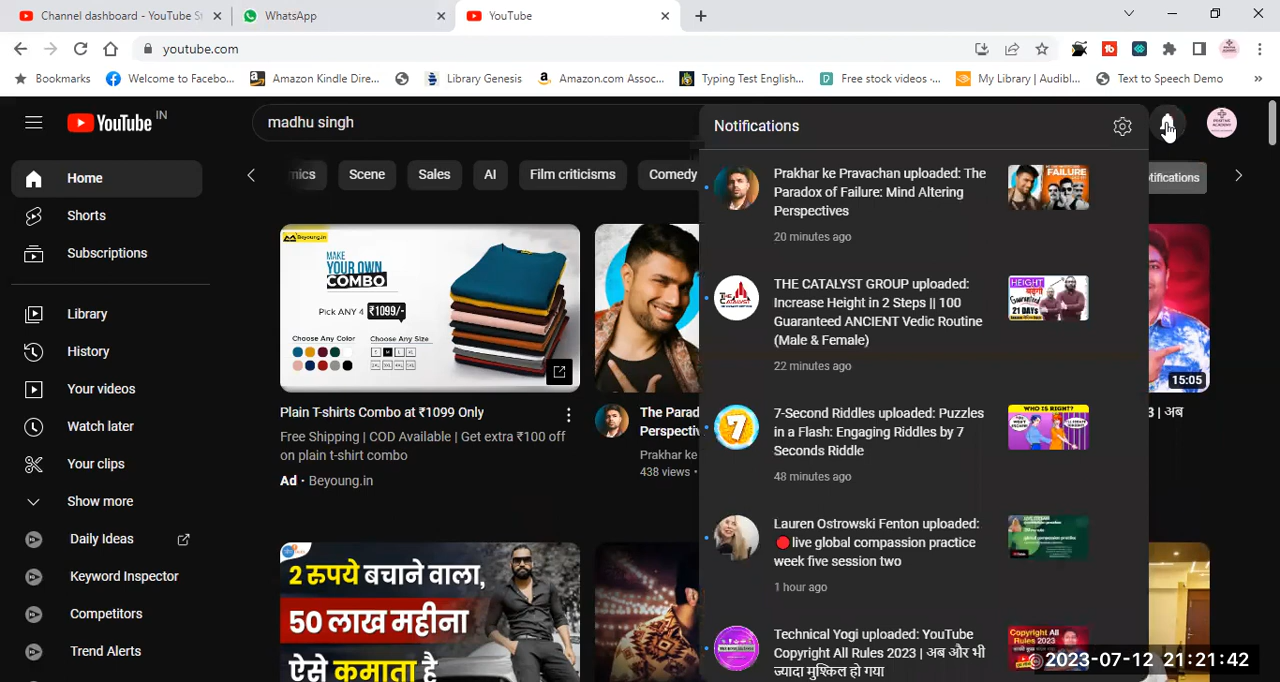 Channel dashboard - YouTube St
WhatsApp
YouTube
youtube.com
Bookmarks
Welcome to Facebo...
Amazon Kindle Dire...
Library Genesis
Amazon.com Assoc...
Typing Test English...
Free stock videos -...
My Library | Audibl...
Text to Speech Demo
YouTube IN
madhu singh
Home
Shorts
Subscriptions
Library
History
Your videos
Watch later
Your clips
Show more
Daily Ideas
Keyword Inspector
Competitors
Trend Alerts
mics
Scene
Sales
AI
Film criticisms
Comedy
Beyoung.in
MAKE
YOUR OWN
COMBO
PICK ANY 4 ₹1099/-
Choose Any Color
Choose Any Size
Plain T-shirts Combo at ₹1099 Only
Free Shipping | COD Available | Get extra ₹100 off
on plain t-shirt combo
Ad · Beyoung.in
The Parad
Perspectiv
Prakhar ke
438 views •
2 रुपये बचाने वाला,
50 लाख महीना
ऐसे कमाता है
Notifications
Prakhar ke Pravachan uploaded: The
Paradox of Failure: Mind Altering
Perspectives
20 minutes ago
FAILURE
THE CATALYST GROUP uploaded:
Increase Height in 2 Steps || 100
Guaranteed ANCIENT Vedic Routine
(Male & Female)
22 minutes ago
HEIGHT
बढ़ेगी
Guaranteed
21 DAYs
7-Second Riddles uploaded: Puzzles
in a Flash: Engaging Riddles by 7
Seconds Riddle
48 minutes ago
7
WHO IS RIGHT?
Lauren Ostrowski Fenton uploaded:
🔴live global compassion practice
week five session two
1 hour ago
Technical Yogi uploaded: YouTube
Copyright All Rules 2023 | अब और भी
ज्यादा मुश्किल हो गया
Copyright All
Rules 2023
tifications
15:05
3 | अब
2023-07-12 21:21:42